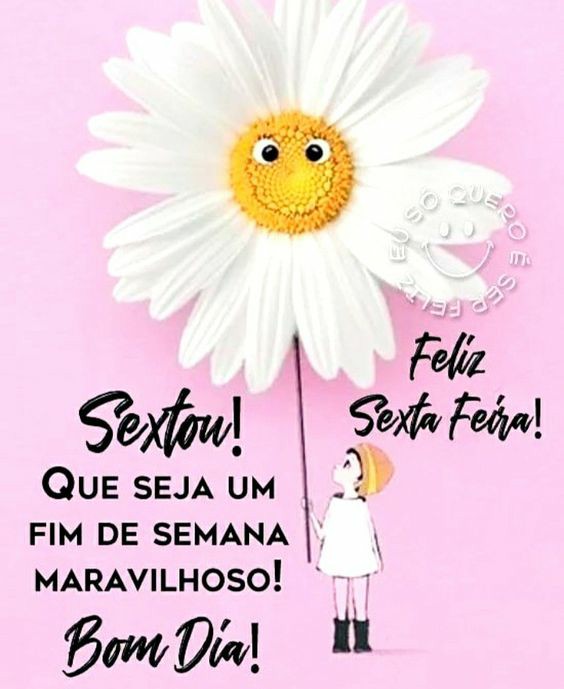 EU SÓ QUERO É SER FELIZ
Feliz
Sexta Feira!
Sextou!
QUE SEJA UM
FIM DE SEMANA
MARAVILHOSO!
Bom Dia!